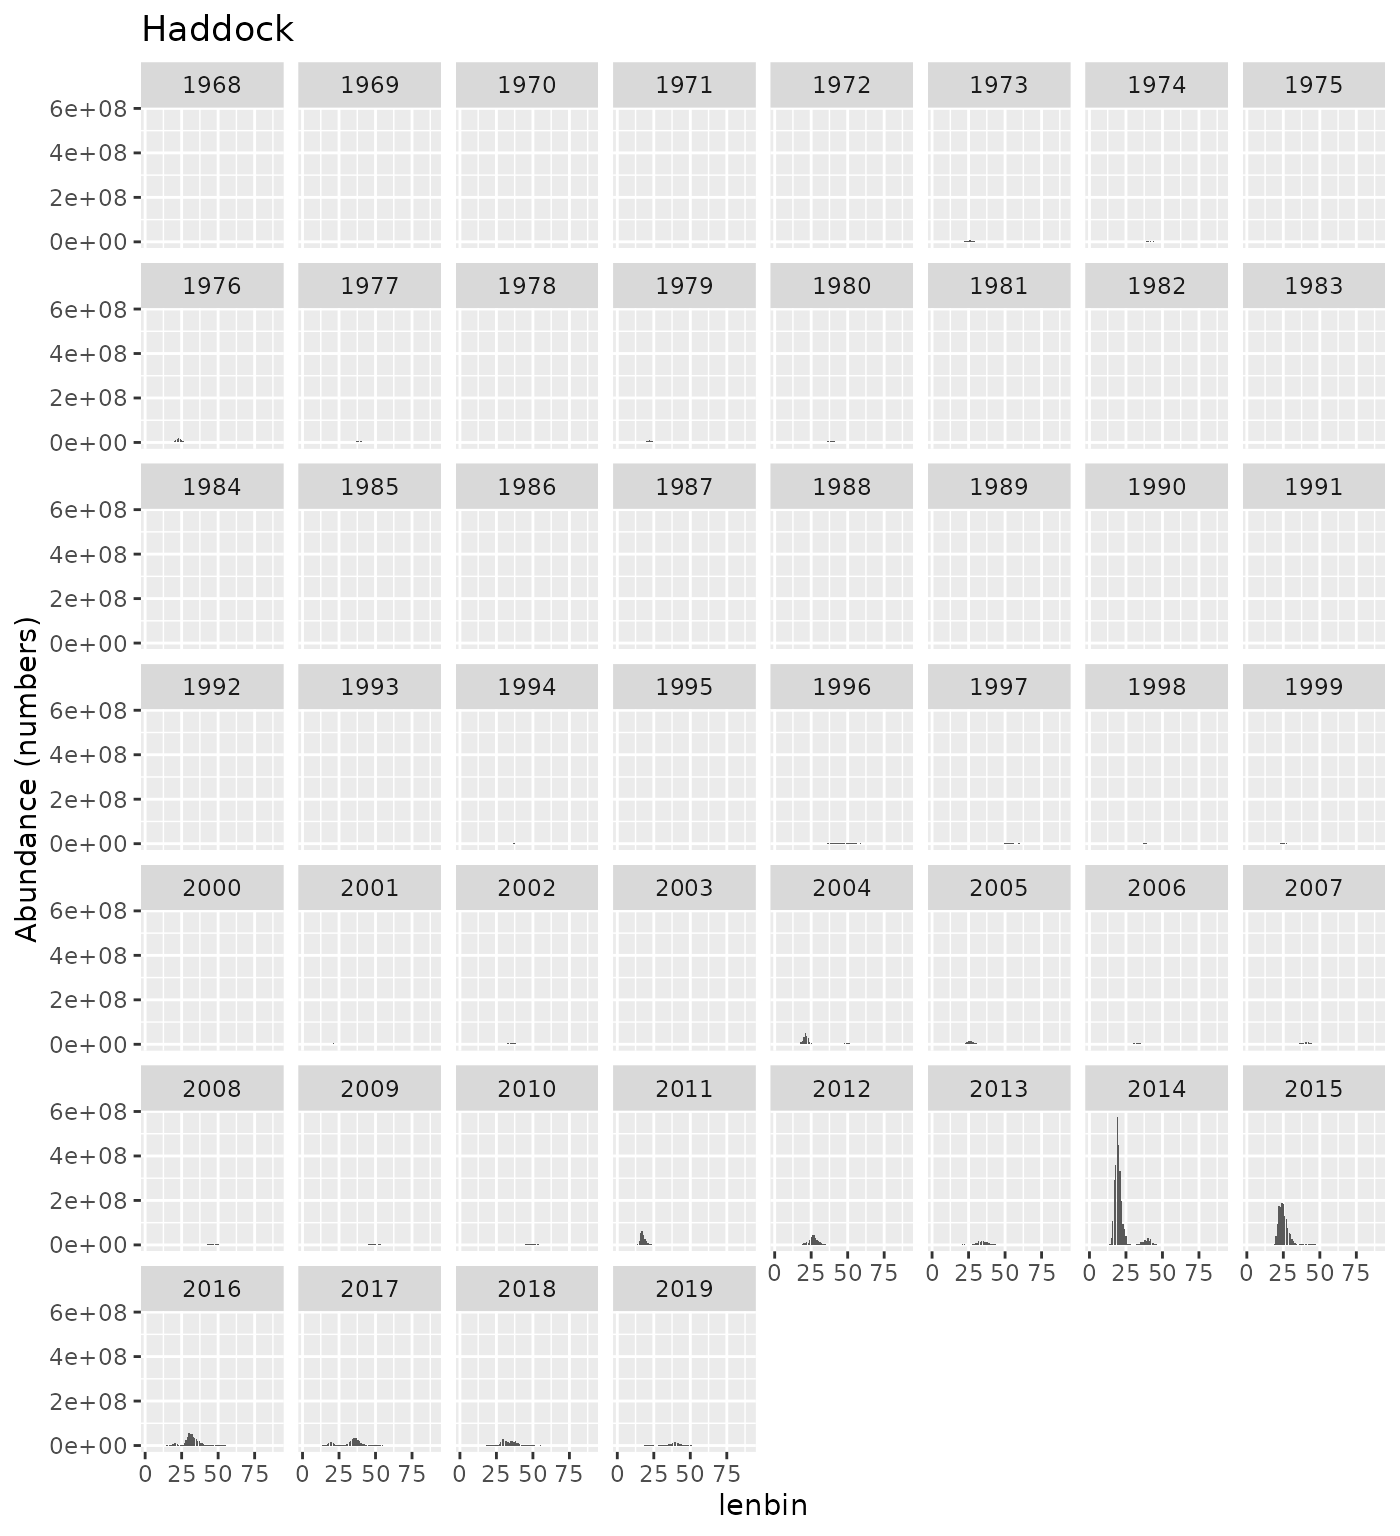 Haddock
1968 1969 1970 1971 1972 1973 1974 1975
6e+08
4e+08
2e+08
0e+00
1976 1977 1978 1979 1980 1981 1982 1983
6e+08
4e+08
2e+08
0e+00
1984 1985 1986 1987 1988 1989 1990 1991
6e+08
4e+08
2e+08
0e+00
1992 1993 1994 1995 1996 1997 1998 1999
6e+08
4e+08
2e+08
0e+00
2000 2001 2002 2003 2004 2005 2006 2007
6e+08
4e+08
2e+08
0e+00
2008 2009 2010 2011 2012 2013 2014 2015
6e+08
4e+08
2e+08
0e+00
0 25 50 75 0 25 50 75 0 25 50 75 0 25 50 75
2016 2017 2018 2019
6e+08
4e+08
2e+08
0e+00
0 25 50 75 0 25 50 75 0 25 50 75 0 25 50 75
lenbin
Abundance (numbers)